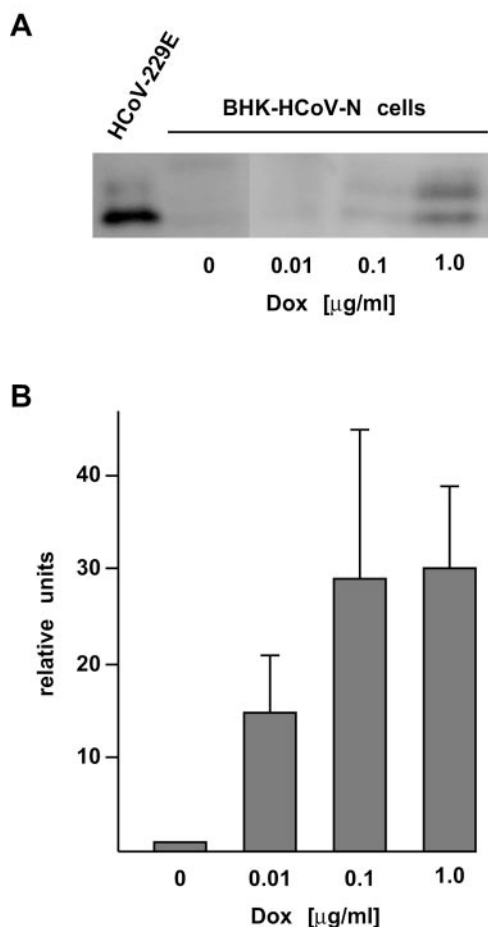 A
HCoV-229E
BHK-HCoV-N cells
0 0.01 0.1 1.0
Dox [μg/ml]
B
relative units
40
30
20
10
0 0.01 0.1 1.0
Dox [μg/ml]